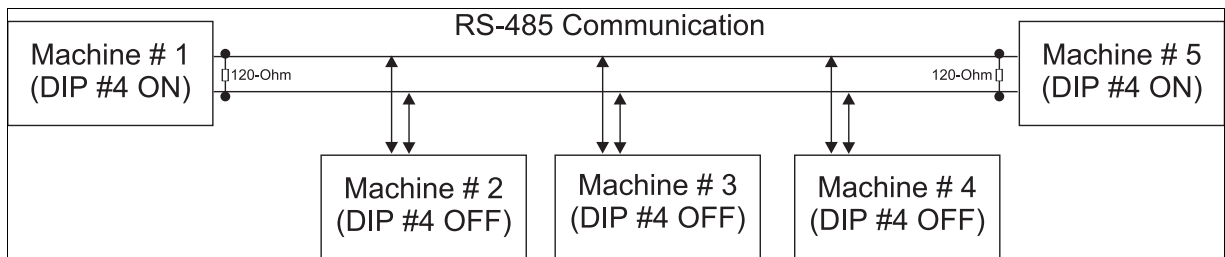 RS-485 Communication
Machine # 1
(DIP #4 ON)
120-Ohm
120-Ohm
Machine # 5
(DIP #4 ON)
Machine # 2
(DIP #4 OFF)
Machine # 3
(DIP #4 OFF)
Machine # 4
(DIP #4 OFF)